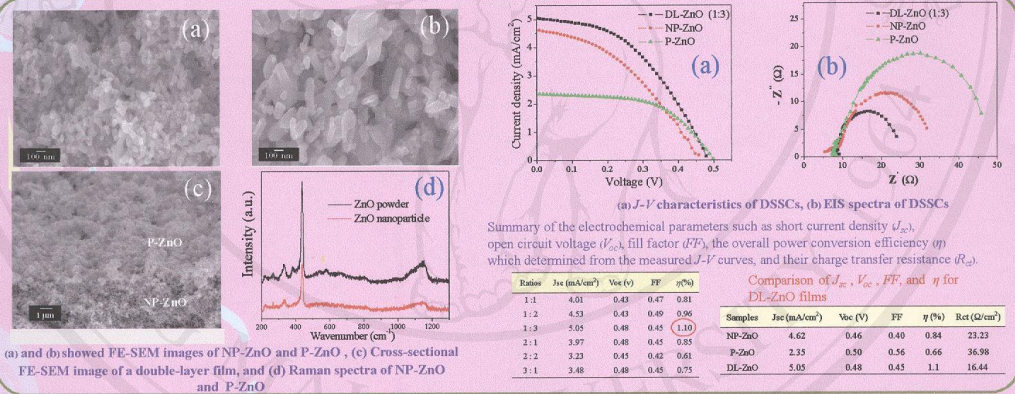 (a)
100 nm
(b)
100 nm
(c)
P-ZnO
NP-ZnO
1 µm
(d)
ZnO powder
ZnO nanoparticle
Intensity (a.u.)
200 400 600 800 1000 1200
Wavenumber (cm-1)
(a) and (b) showed FE-SEM images of NP-ZnO and P-ZnO , (c) Cross-sectional
FE-SEM image of a double-layer film, and (d) Raman spectra of NP-ZnO
and P-ZnO
DL-ZnO (1:3)
NP-ZnO
P-ZnO
(a)
Current density (mA/cm²)
5
4
3
2
1
0
0.0 0.1 0.2 0.3 0.4 0.5
Voltage (V)
DL-ZnO (1:3)
NP-ZnO
P-ZnO
(b)
- Z'' (Ω)
-25
-20
-15
-10
-5
0
0 10 20 30 40 50
Z' (Ω)
(a) J-V characteristics of DSSCs, (b) EIS spectra of DSSCs
Summary of the electrochemical parameters such as short current density (Jsc),
open circuit voltage (Voc), fill factor (FF), the overall power conversion efficiency (η)
which determined from the measured J-V curves, and their charge transfer resistance (Rct).
Ratios Jsc (mA/cm²) Voc (v) FF η(%)
1 :1 4.01 0.43 0.47 0.81
1 : 2 4.53 0.43 0.49 0.96
1 : 3 5.05 0.48 0.45 1.10
2 : 1 3.97 0.48 0.45 0.85
2 : 2 3.23 0.45 0.42 0.61
3 : 1 3.48 0.48 0.45 0.75
Comparison of Jsc , Voc , FF, and η for
DL-ZnO films
Samples Jsc (mA/cm²) Voc (V) FF η (%) Rct (Ω/cm²)
NP-ZnO 4.62 0.46 0.40 0.84 23.23
P-ZnO 2.35 0.50 0.56 0.66 36.98
DL-ZnO 5.05 0.48 0.45 1.1 16.44